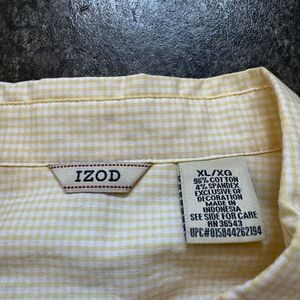 IZOD
XL/XG
96% COTTON
4% SPANDEX
EXCLUSIVE OF
DECORATION
MADE IN
INDONESIA
SEE SIDE FOR CARE
RN 36543
UPC#015844262194